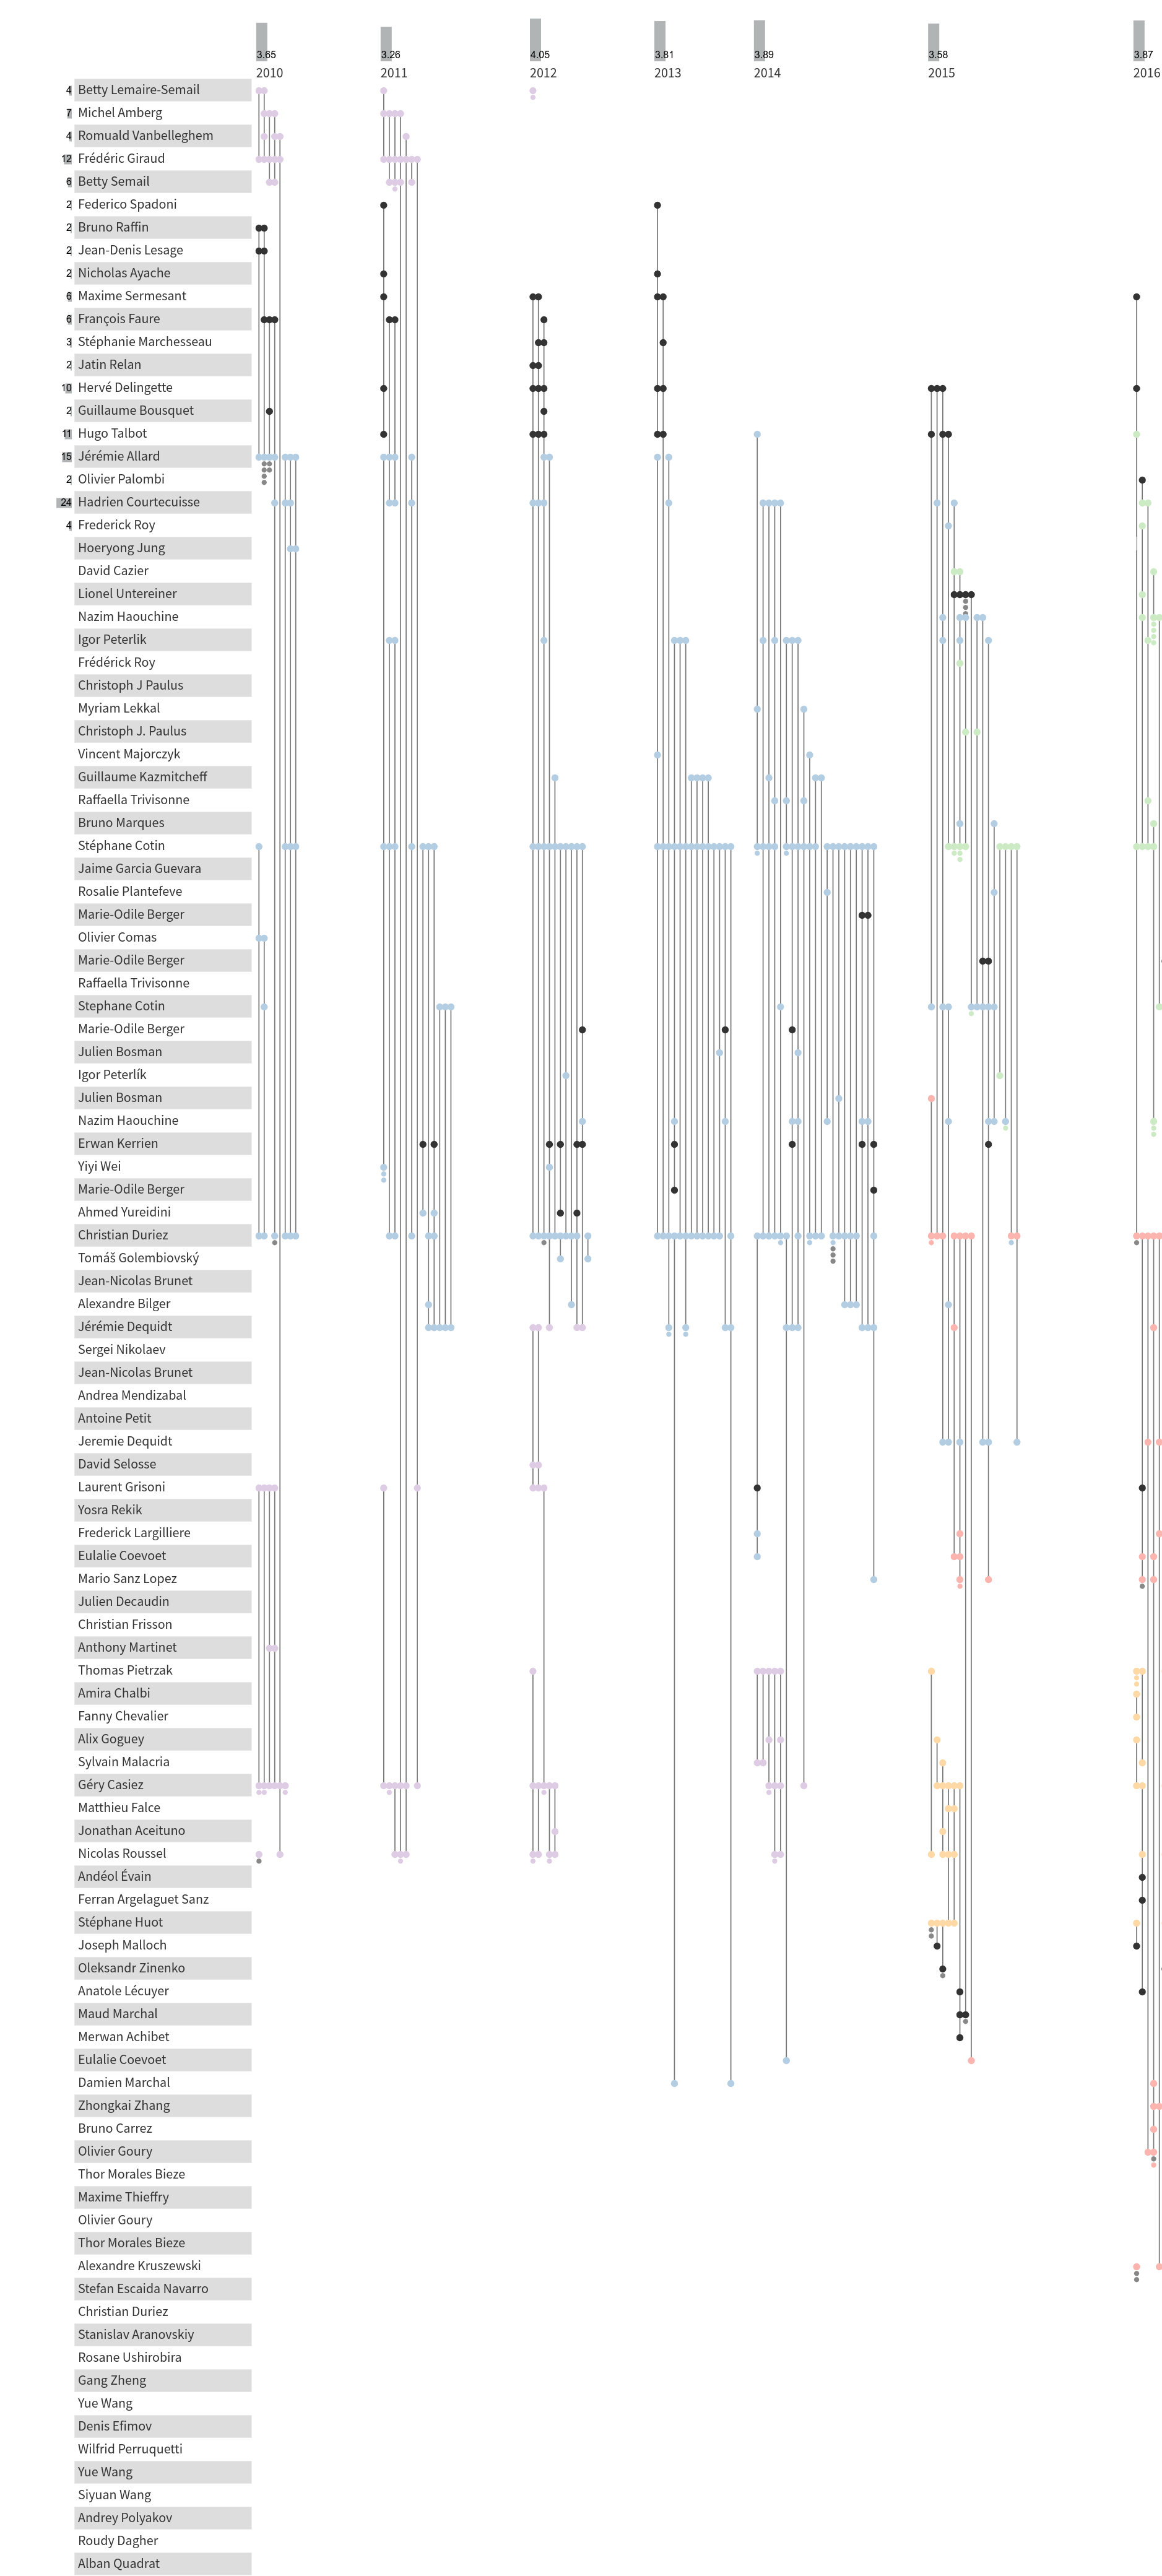 3.65 3.26 4.05 3.81 3.89 3.58 3.87
2010 2011 2012 2013 2014 2015 2016
4 Betty Lemaire-Semail
7 Michel Amberg
4 Romuald Vanbelleghem
12 Frédéric Giraud
6 Betty Semail
2 Federico Spadoni
2 Bruno Raffin
2 Jean-Denis Lesage
2 Nicholas Ayache
6 Maxime Sermesant
6 François Faure
3 Stéphanie Marchesseau
2 Jatin Relan
10 Hervé Delingette
2 Guillaume Bousquet
11 Hugo Talbot
15 Jérémie Allard
2 Olivier Palombi
24 Hadrien Courtecuisse
4 Frederick Roy
Hoeryong Jung
David Cazier
Lionel Untereiner
Nazim Haouchine
Igor Peterlik
Frédérick Roy
Christoph J Paulus
Myriam Lekkal
Christoph J. Paulus
Vincent Majorczyk
Guillaume Kazmitcheff
Raffaella Trivisonne
Bruno Marques
Stéphane Cotin
Jaime Garcia Guevara
Rosalie Plantefeve
Marie-Odile Berger
Olivier Comas
Marie-Odile Berger
Raffaella Trivisonne
Stephane Cotin
Marie-Odile Berger
Julien Bosman
Igor Peterlík
Julien Bosman
Nazim Haouchine
Erwan Kerrien
Yiyi Wei
Marie-Odile Berger
Ahmed Yureidini
Christian Duriez
Tomáš Golembiovský
Jean-Nicolas Brunet
Alexandre Bilger
Jérémie Dequidt
Sergei Nikolaev
Jean-Nicolas Brunet
Andrea Mendizabal
Antoine Petit
Jeremie Dequidt
David Selosse
Laurent Grisoni
Yosra Rekik
Frederick Largilliere
Eulalie Coevoet
Mario Sanz Lopez
Julien Decaudin
Christian Frisson
Anthony Martinet
Thomas Pietrzak
Amira Chalbi
Fanny Chevalier
Alix Goguey
Sylvain Malacria
Géry Casiez
Matthieu Falce
Jonathan Aceituno
Nicolas Roussel
Andéol Évain
Ferran Argelaguet Sanz
Stéphane Huot
Joseph Malloch
Oleksandr Zinenko
Anatole Lécuyer
Maud Marchal
Merwan Achibet
Eulalie Coevoet
Damien Marchal
Zhongkai Zhang
Bruno Carrez
Olivier Goury
Thor Morales Bieze
Maxime Thieffry
Olivier Goury
Thor Morales Bieze
Alexandre Kruszewski
Stefan Escaida Navarro
Christian Duriez
Stanislav Aranovskiy
Rosane Ushirobira
Gang Zheng
Yue Wang
Denis Efimov
Wilfrid Perruquetti
Yue Wang
Siyuan Wang
Andrey Polyakov
Roudy Dagher
Alban Quadrat